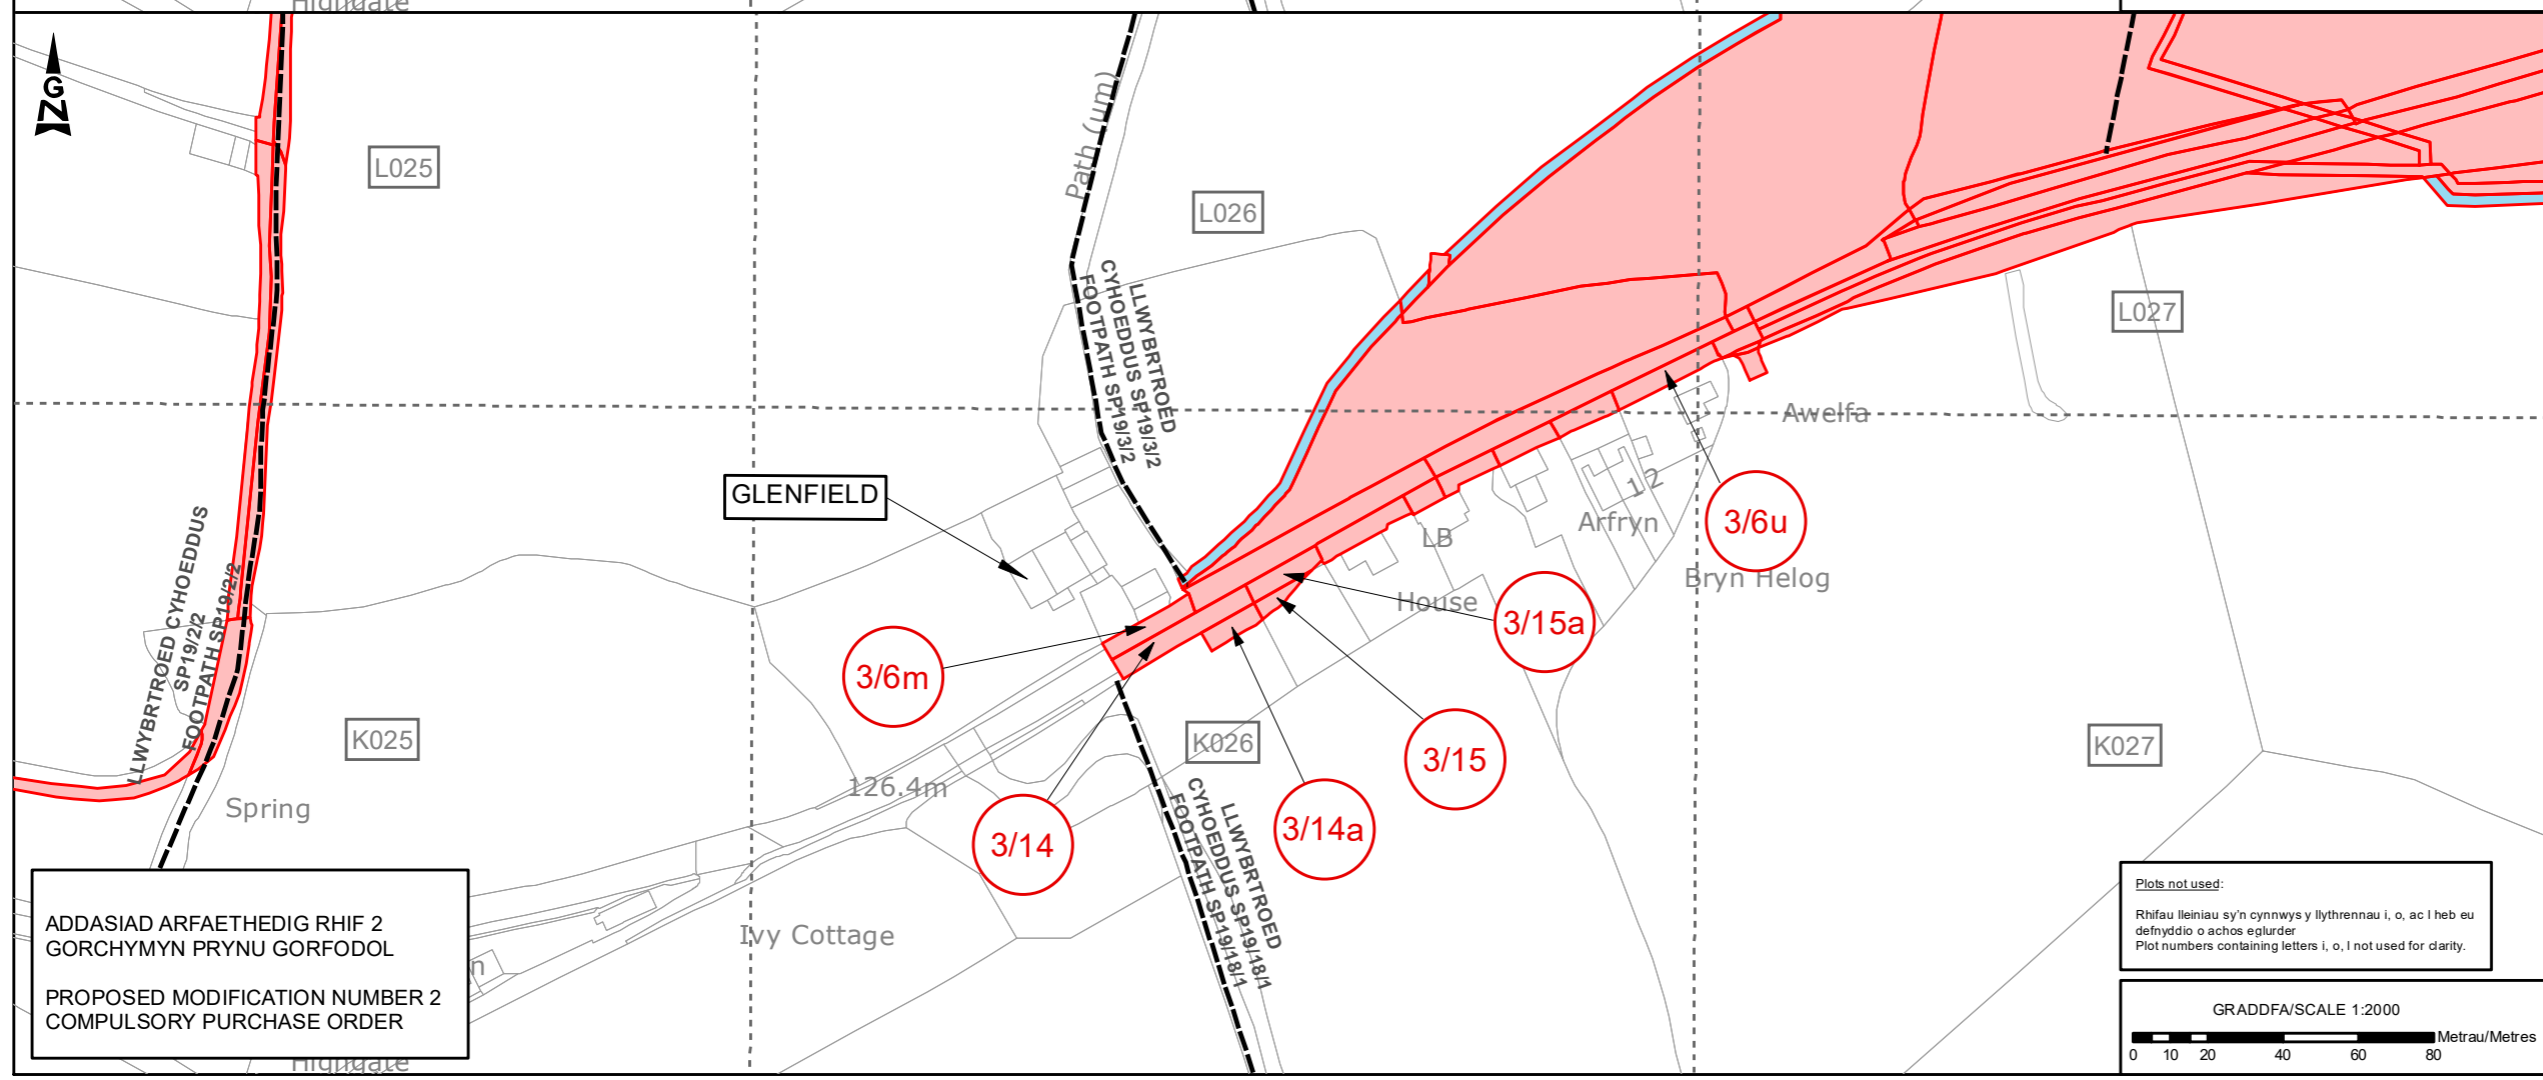 Highgate
G
N
L025
Path (um)
L026
L027
LLWYBRTROED
CYHOEDDUS SP19/3/2
FOOTPATH SP19/3/2
Awelfa
GLENFIELD
1 2
LB
Arfryn
3/6u
LLWYBRTROED CYHOEDDUS
SP19/2/2
FOOTPATH SP19/2/2
Bryn Helog
House
3/15a
3/6m
K025
K026
K027
3/15
126.4m
Spring
3/14
3/14a
LLWYBRTROED
CYHOEDDUS SP19/18/1
FOOTPATH SP19/18/1
Ivy Cottage
n
ADDASIAD ARFAETHEDIG RHIF 2
GORCHYMYN PRYNU GORFODOL
PROPOSED MODIFICATION NUMBER 2
COMPULSORY PURCHASE ORDER
Highgate
Plots not used:
Rhifau lleiniau sy'n cynnwys y llythrennau i, o, ac l heb eu
defnyddio o achos eglurder
Plot numbers containing letters i, o, l not used for clarity.
GRADDFA/SCALE 1:2000
Metrau/Metres
0 10 20 40 60 80